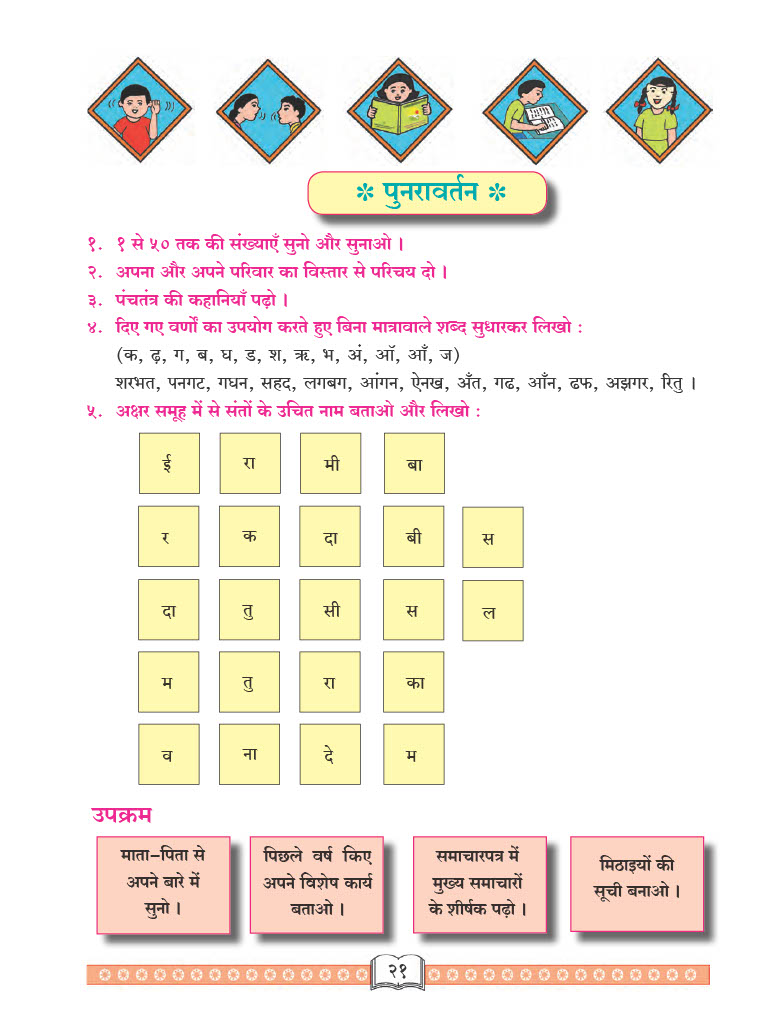 ✽ पुनरावर्तन ✽
१. १ से ५० तक की संख्याएँ सुनो और सुनाओ ।
२. अपना और अपने परिवार का विस्तार से परिचय दो ।
३. पंचतंत्र की कहानियाँ पढ़ो ।
४. दिए गए वर्णों का उपयोग करते हुए बिना मात्रावाले शब्द सुधारकर लिखो :
(क, ढ़, ग, ब, घ, ड, श, ऋ, भ, अं, ऑ, आँ, ज)
शरभत, पनगट, गधन, सहद, लगबग, आंगन, ऐनख, अँत, गढ, आँन, ढफ, अझगर, रितु ।
५. अक्षर समूह में से संतों के उचित नाम बताओ और लिखो :
ई रा मी बा
र क दा बी स
दा तु सी स ल
म तु रा का
व ना दे म
उपक्रम
माता–पिता से
अपने बारे में
सुनो ।
पिछले वर्ष किए
अपने विशेष कार्य
बताओ ।
समाचारपत्र में
मुख्य समाचारों
के शीर्षक पढ़ो ।
मिठाइयों की
सूची बनाओ ।
२१